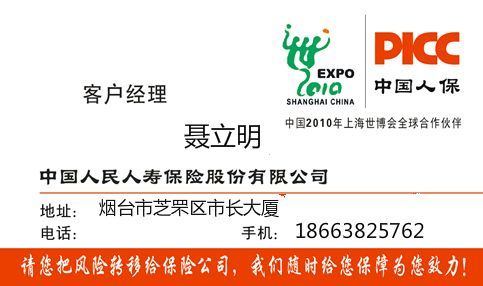 EXPO
2010
SHANGHAI CHINA
PICC
中国人保
中国2010年上海世博会全球合作伙伴
客户经理
聂立明
中国人民人寿保险股份有限公司
地址： 烟台市芝罘区市长大厦
电话： 手机： 18663825762
请您把风险转移给保险公司，我们随时给您保障为您效力！